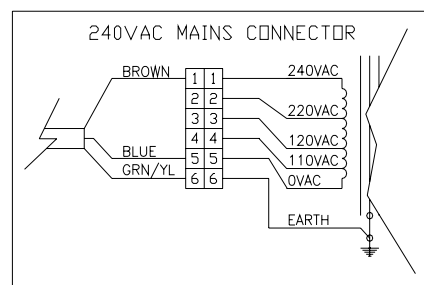 240VAC MAINS CONNECTOR
BROWN
1 1
240VAC
2 2
220VAC
3 3
120VAC
4 4
110VAC
BLUE
5 5
0VAC
GRN/YL
6 6
EARTH